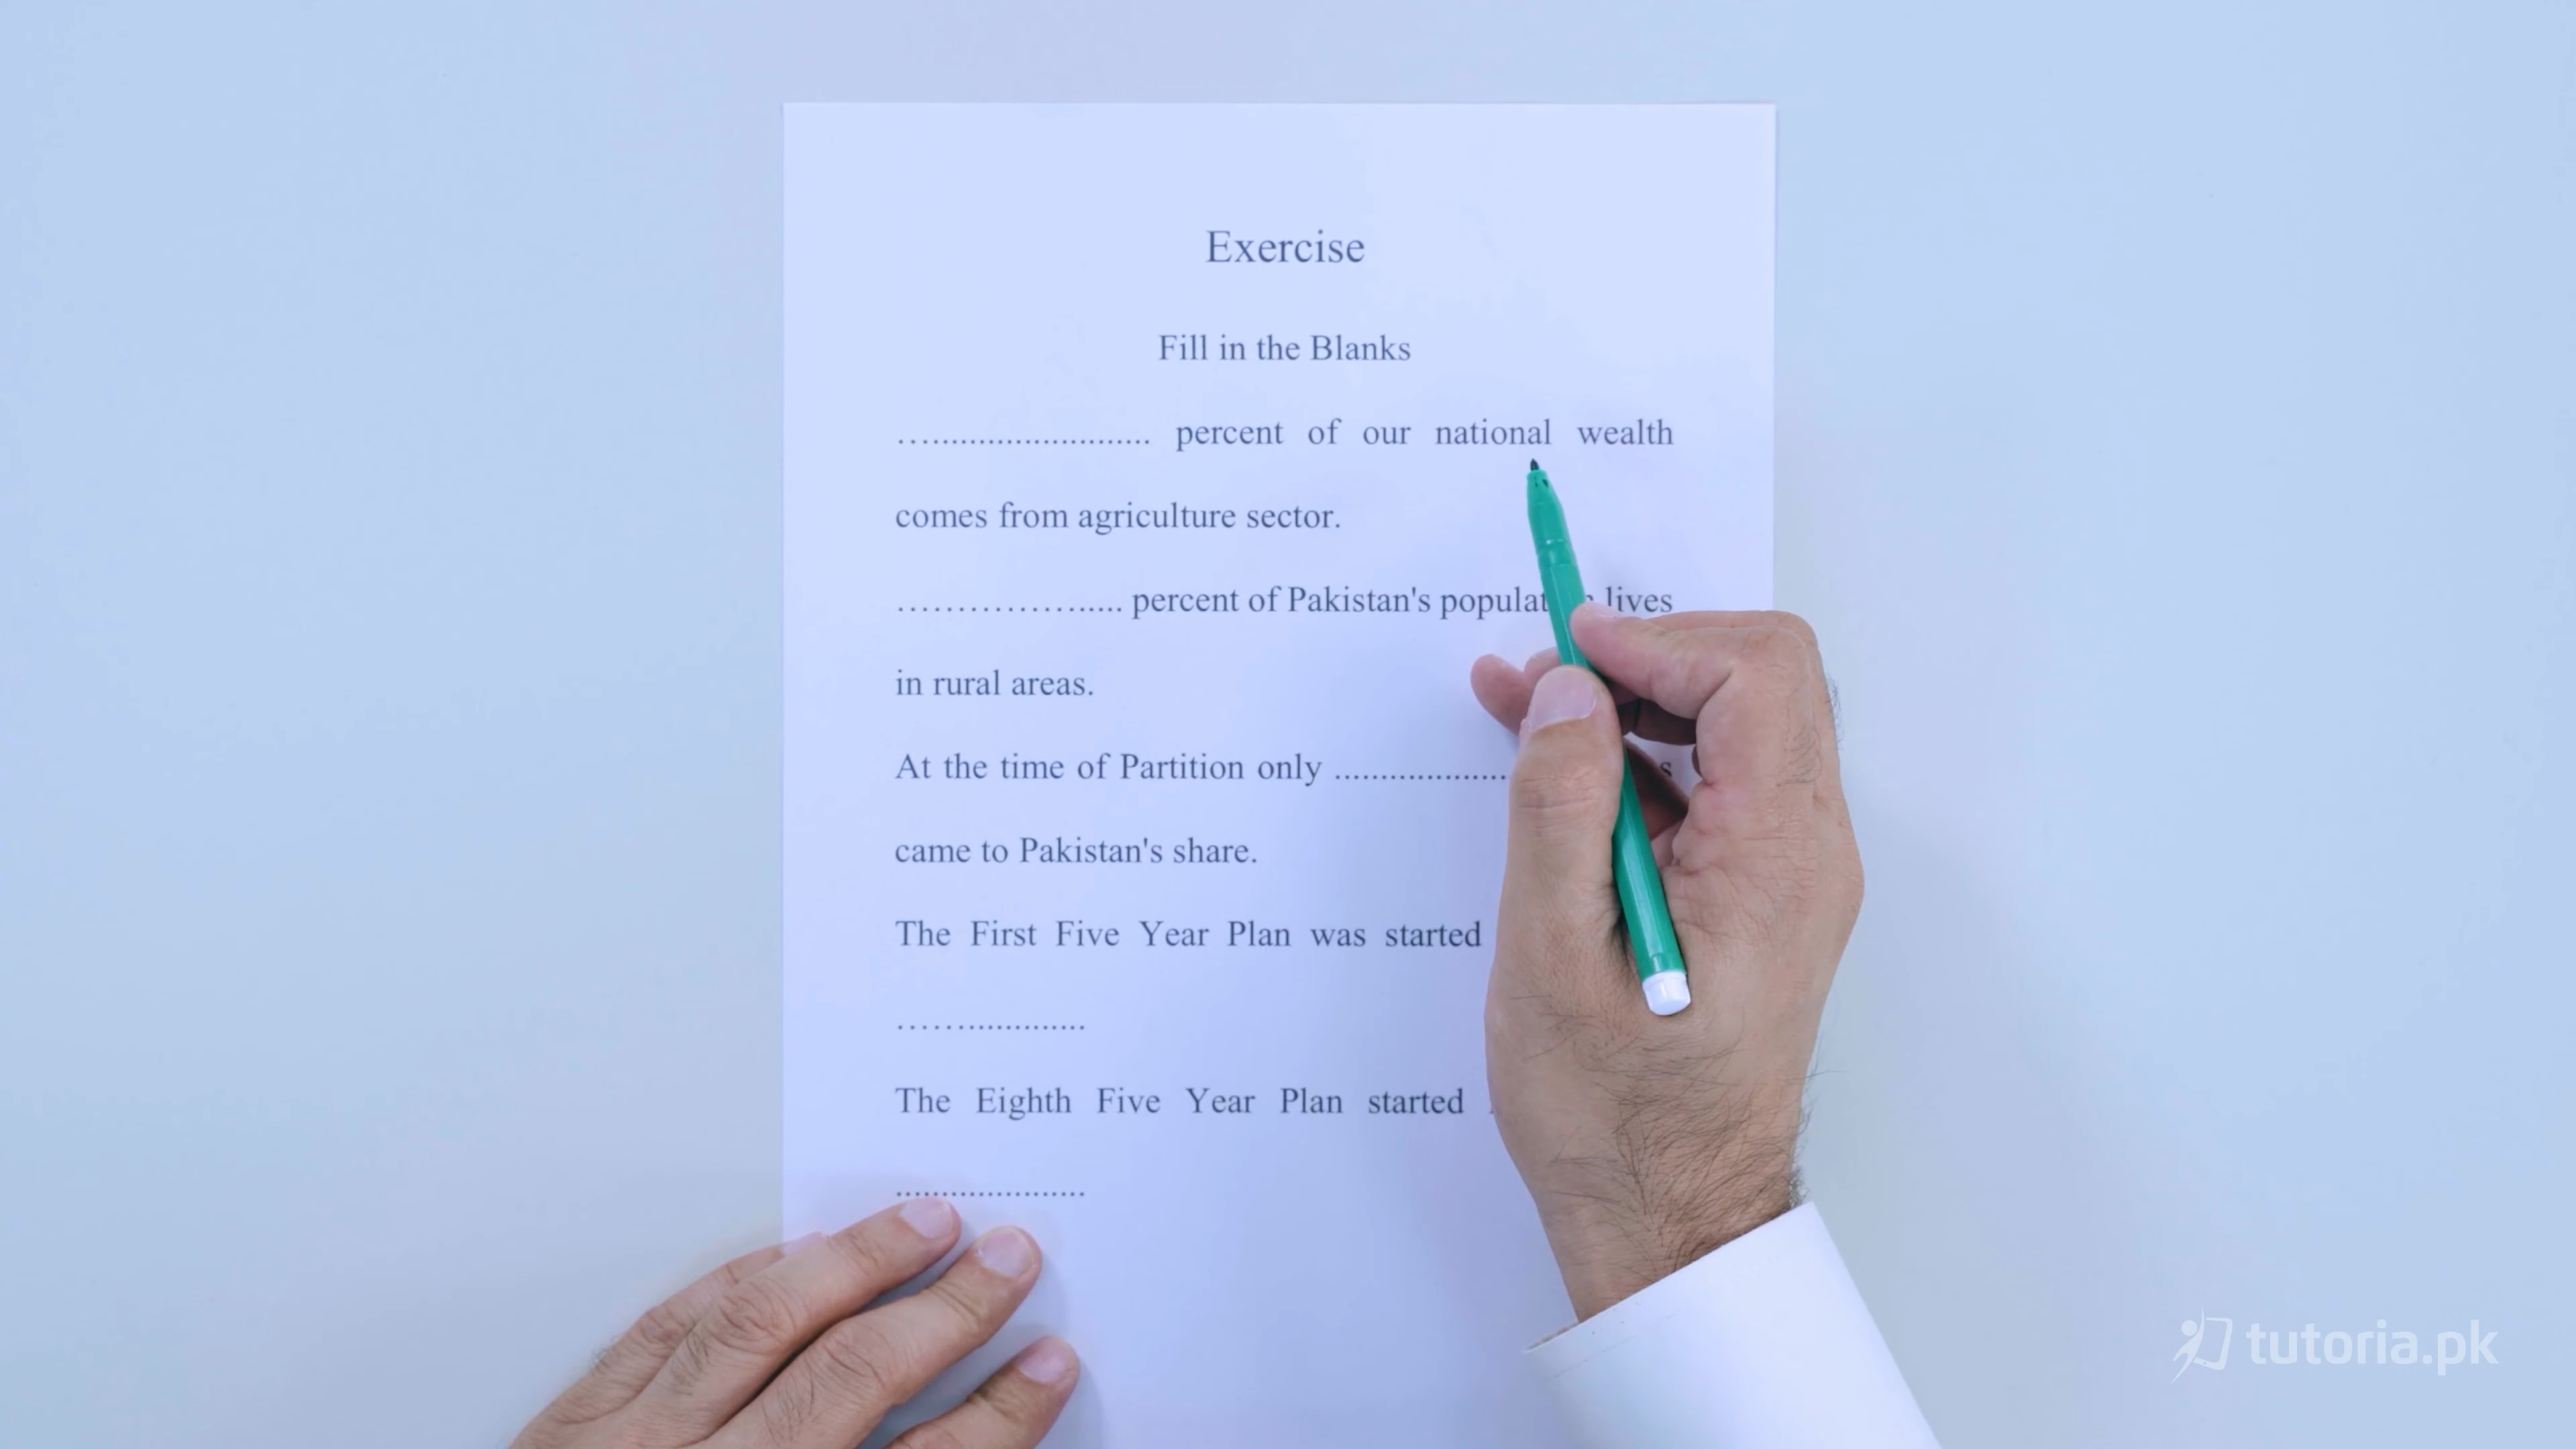 Exercise
Fill in the Blanks
…........................ percent of our national wealth
comes from agriculture sector.
………………..... percent of Pakistan's lives
in rural areas.
At the time of Partition only ...................
came to Pakistan's share.
The First Five Year Plan was started
…….............
The Eighth Five Year Plan started
.....................
tutoria.pk